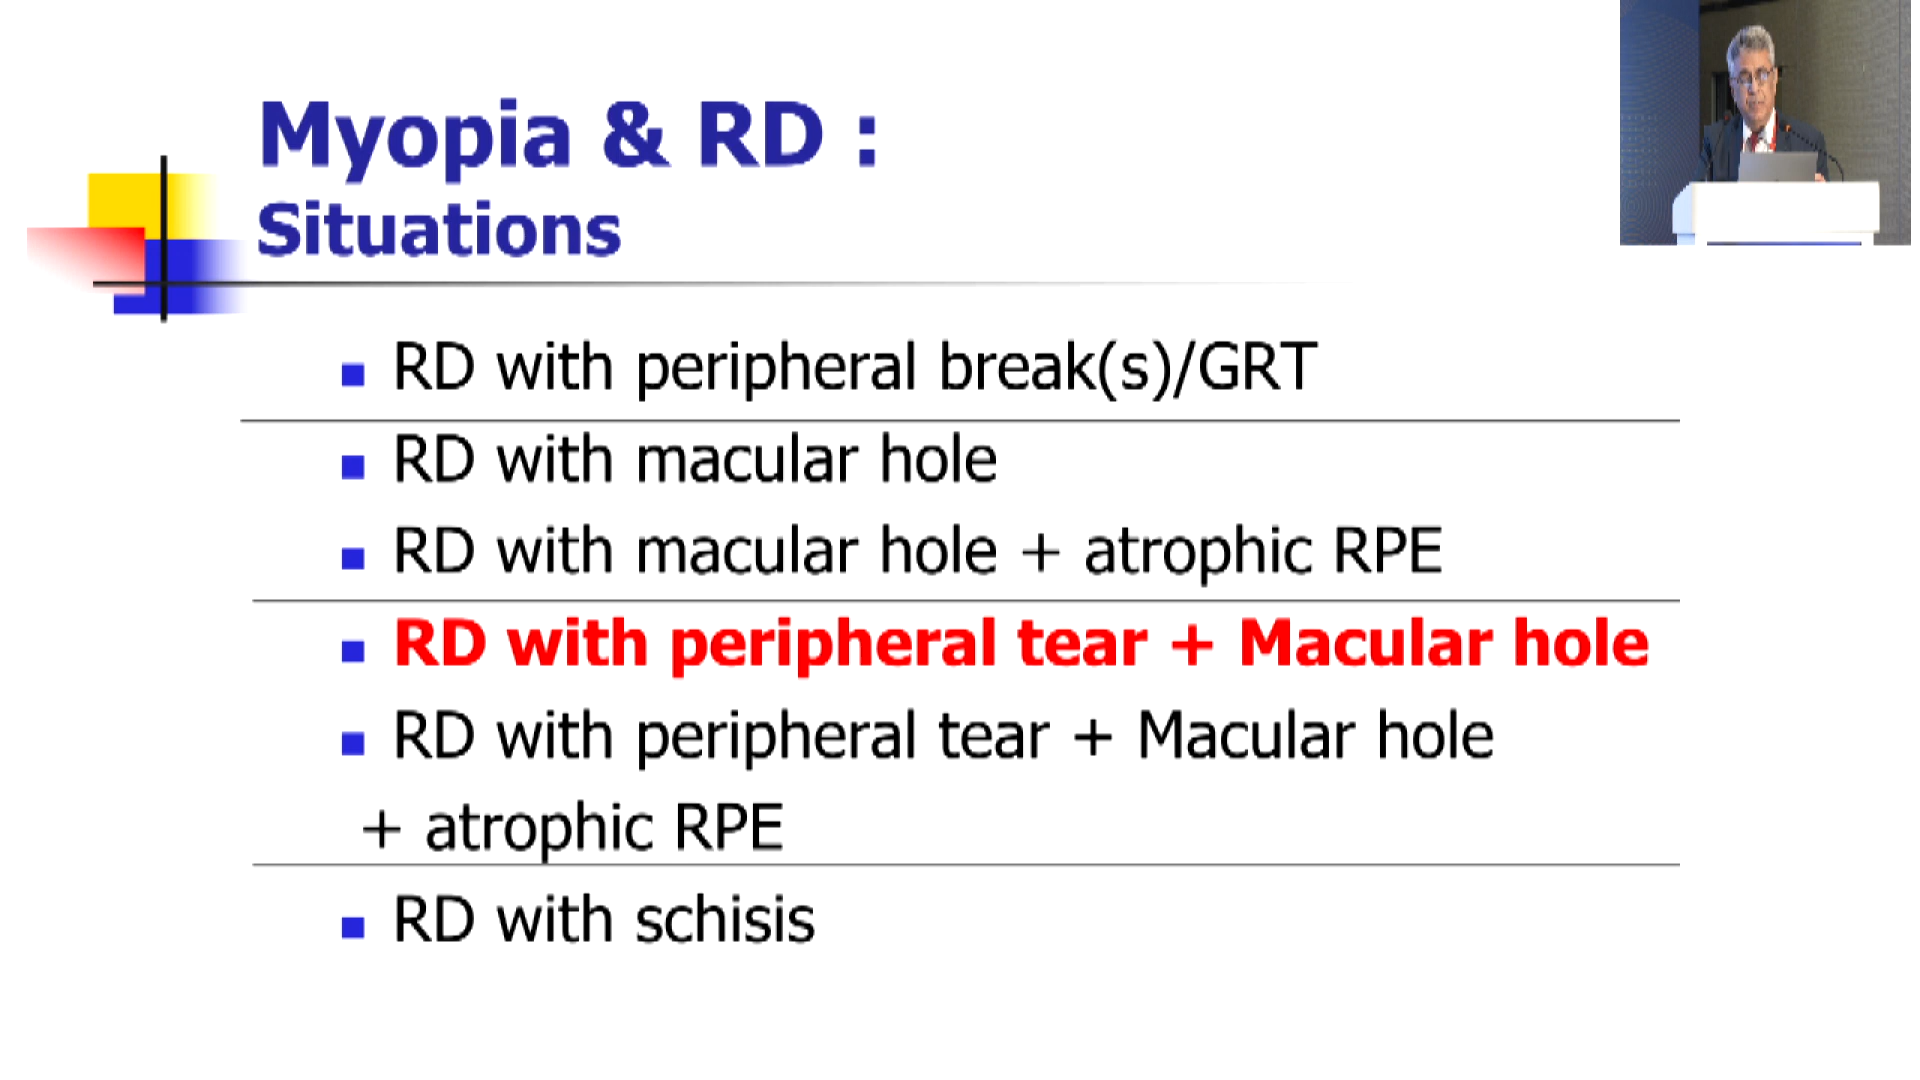 Myopia & RD :
Situations
RD with peripheral break(s)/GRT
RD with macular hole
RD with macular hole + atrophic RPE
RD with peripheral tear + Macular hole
RD with peripheral tear + Macular hole
+ atrophic RPE
RD with schisis